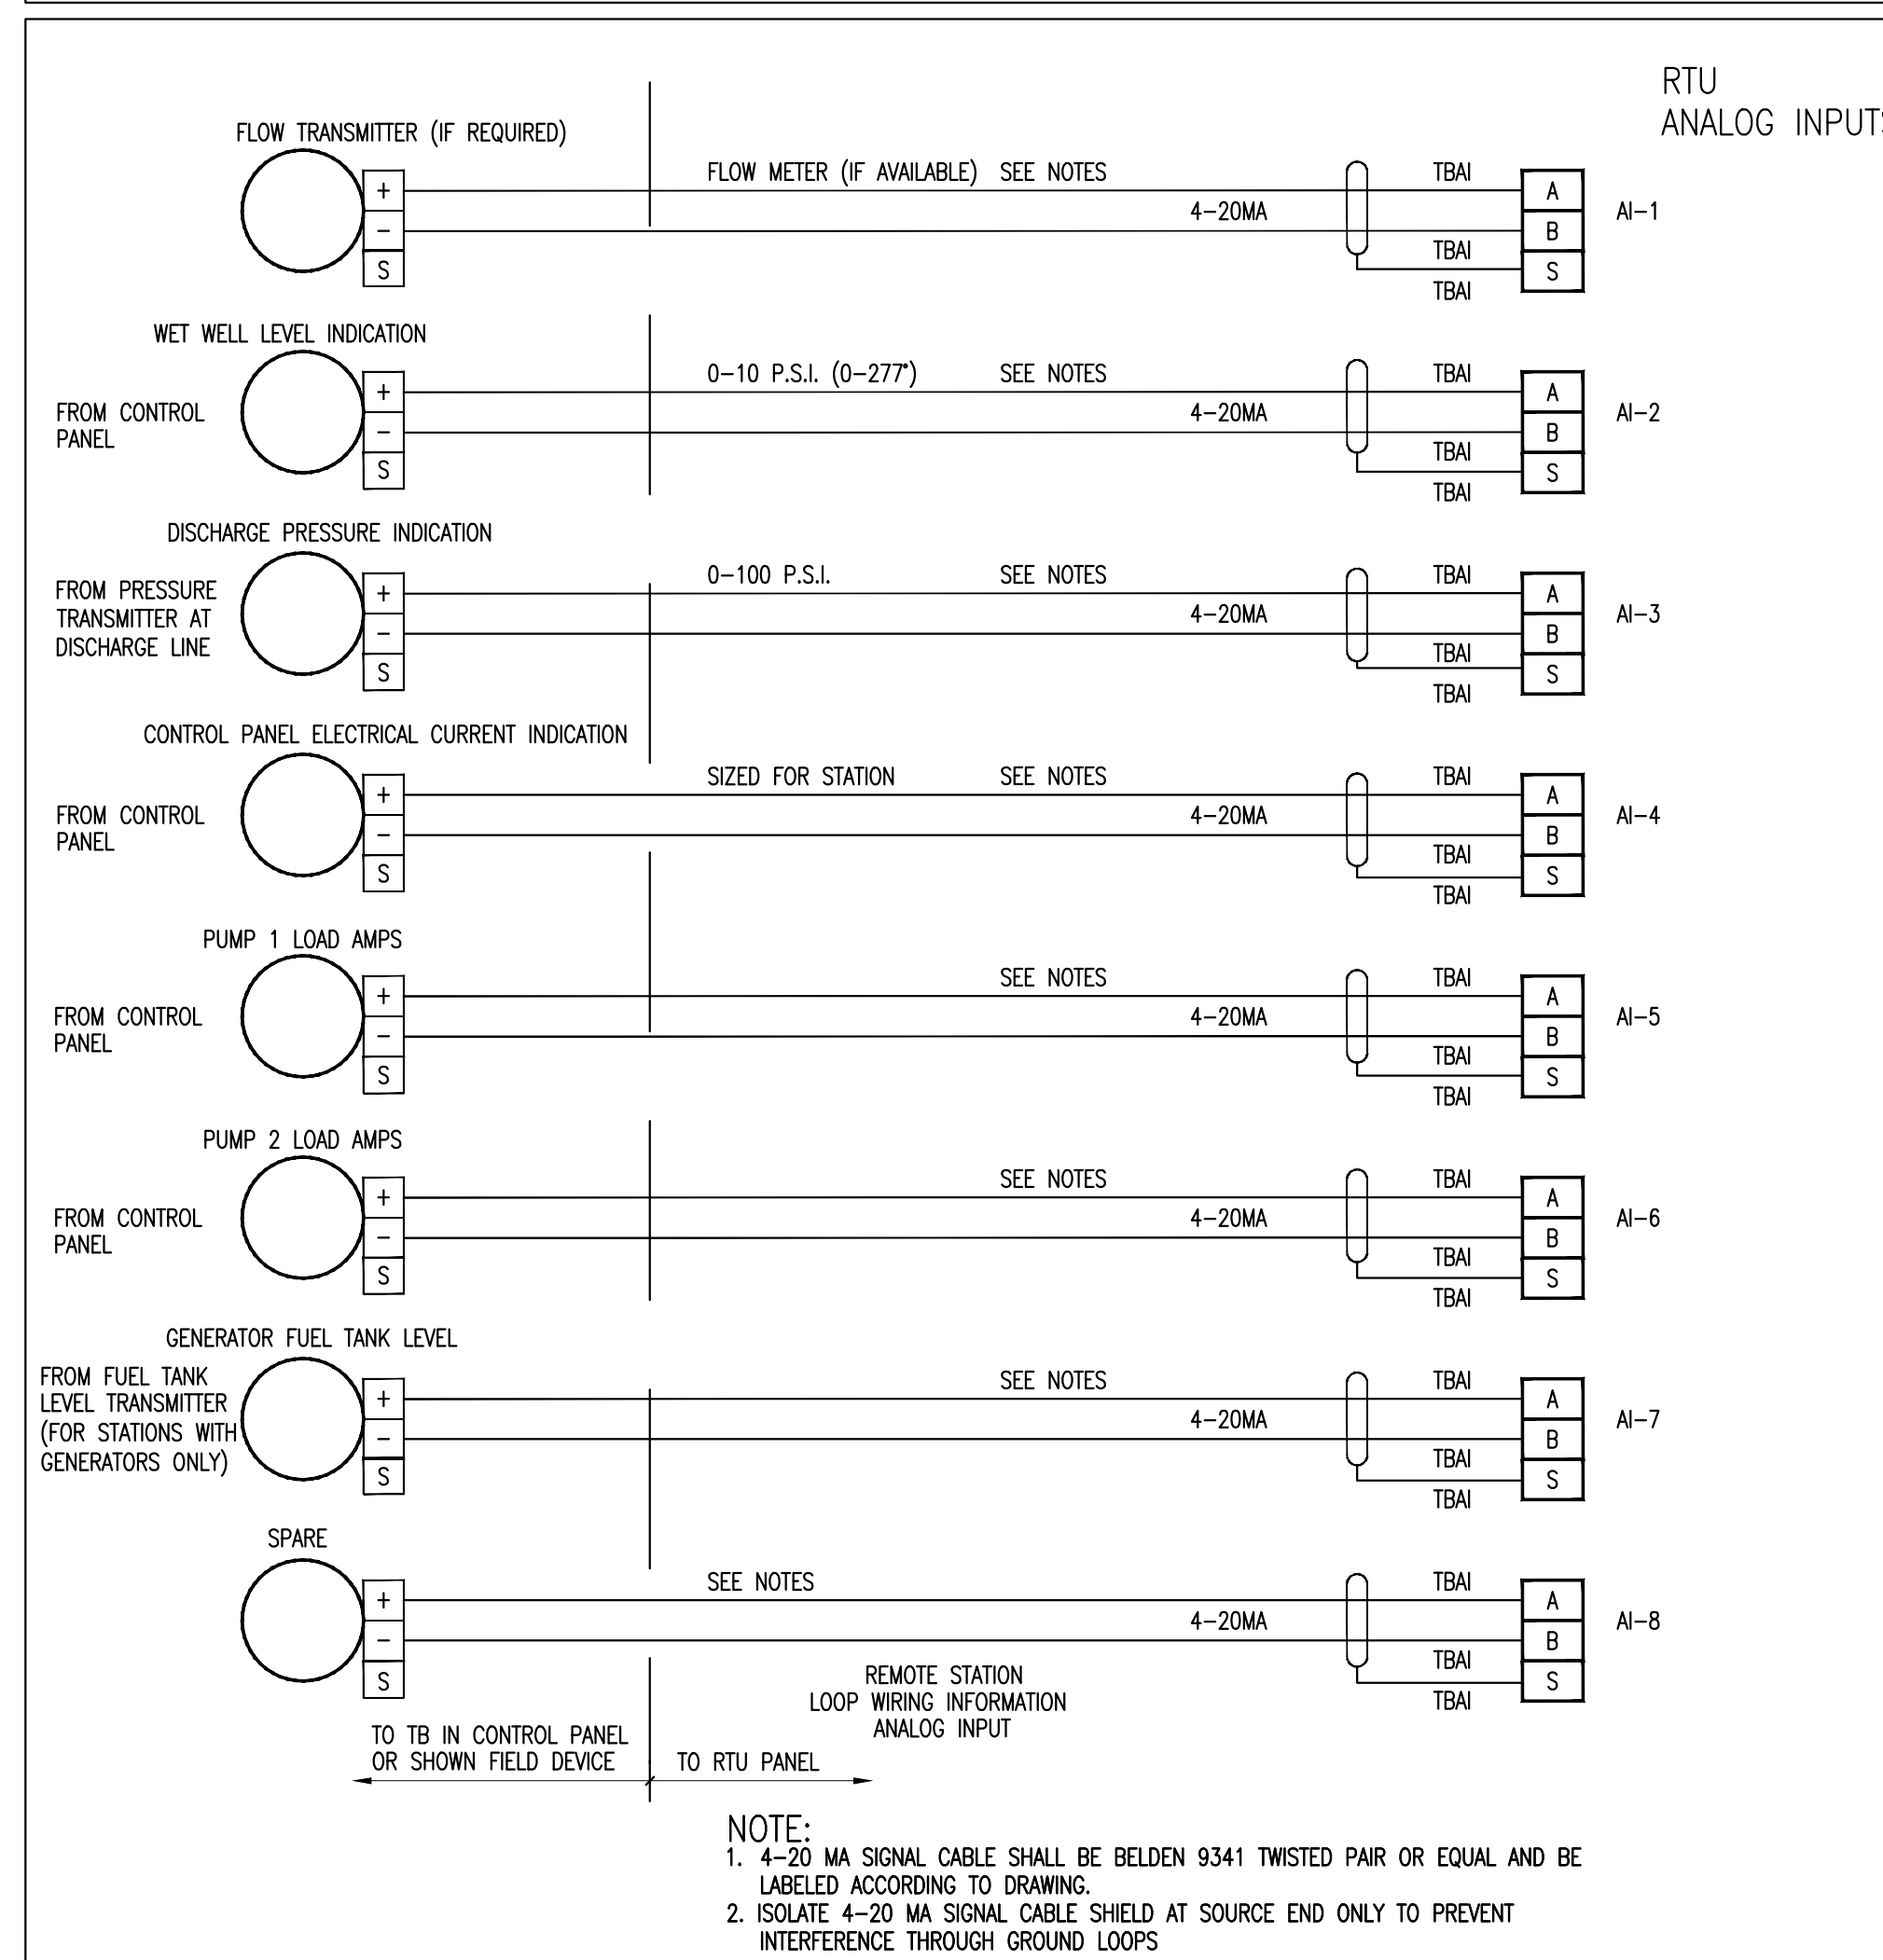 RTU
ANALOG INPUTS
FLOW TRANSMITTER (IF REQUIRED)
FLOW METER (IF AVAILABLE) SEE NOTES
TBAI
+
A
4-20MA
AI-1
-
B
TBAI
S
S
TBAI
WET WELL LEVEL INDICATION
0-10 P.S.I. (0-277") SEE NOTES
TBAI
+
A
FROM CONTROL
PANEL
4-20MA
AI-2
-
B
TBAI
S
S
TBAI
DISCHARGE PRESSURE INDICATION
0-100 P.S.I. SEE NOTES
TBAI
+
A
FROM PRESSURE
TRANSMITTER AT
DISCHARGE LINE
4-20MA
AI-3
-
B
TBAI
S
S
TBAI
CONTROL PANEL ELECTRICAL CURRENT INDICATION
SIZED FOR STATION SEE NOTES
TBAI
+
A
FROM CONTROL
PANEL
4-20MA
AI-4
-
B
TBAI
S
S
TBAI
PUMP 1 LOAD AMPS
SEE NOTES
TBAI
+
A
FROM CONTROL
PANEL
4-20MA
AI-5
-
B
TBAI
S
S
TBAI
PUMP 2 LOAD AMPS
SEE NOTES
TBAI
+
A
FROM CONTROL
PANEL
4-20MA
AI-6
-
B
TBAI
S
S
TBAI
GENERATOR FUEL TANK LEVEL
SEE NOTES
TBAI
+
A
FROM FUEL TANK
LEVEL TRANSMITTER
(FOR STATIONS WITH
GENERATORS ONLY)
4-20MA
AI-7
-
B
TBAI
S
S
TBAI
SPARE
SEE NOTES
TBAI
+
A
4-20MA
AI-8
-
B
TBAI
S
S
TBAI
REMOTE STATION
LOOP WIRING INFORMATION
ANALOG INPUT
TO TB IN CONTROL PANEL
OR SHOWN FIELD DEVICE
TO RTU PANEL
NOTE:
1. 4-20 MA SIGNAL CABLE SHALL BE BELDEN 9341 TWISTED PAIR OR EQUAL AND BE
LABELED ACCORDING TO DRAWING.
2. ISOLATE 4-20 MA SIGNAL CABLE SHIELD AT SOURCE END ONLY TO PREVENT
INTERFERENCE THROUGH GROUND LOOPS